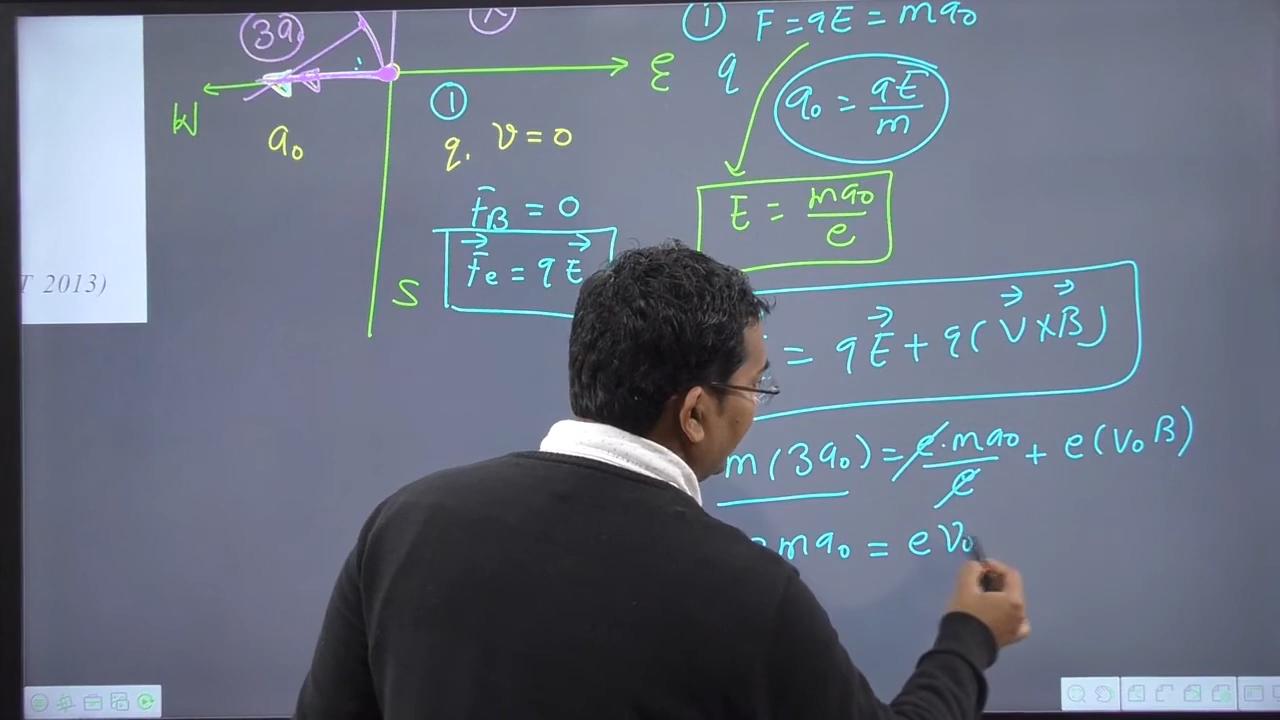 3a₀
① F = qE = ma₀
W
E
q
a₀ = qE/m
①
a₀
q, v = 0
E = ma₀/e
F_B = 0
F⃗e = qE⃗
T 2013)
S
= qE⃗ + q(V⃗ × B⃗)
m(3a₀) = e·ma₀/e + e(V₀B)
ma₀ = eV₀